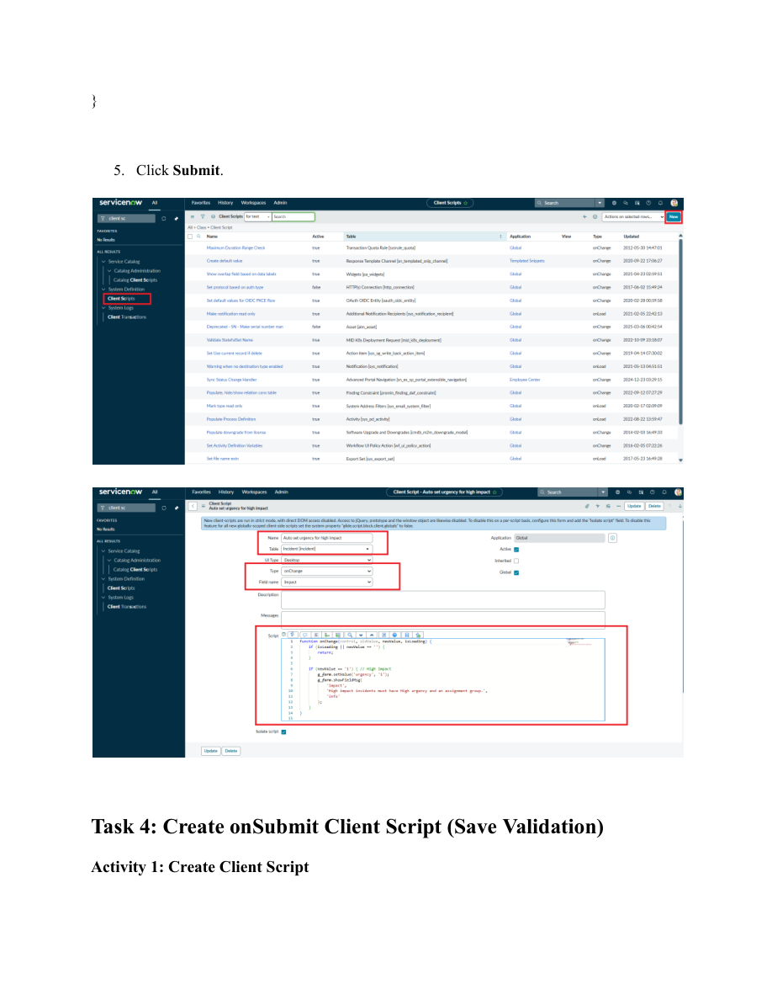 }
5. Click Submit.
servicenow All Favorites History Workspaces Admin Client Scripts Search
client sc Client Scripts for text Search Actions on selected rows... New
FAVORITES
No Results
ALL RESULTS
Service Catalog
Catalog Administration
Catalog Client Scripts
System Definition
Client Scripts
System Logs
Client Transactions
All > Class = Client Script
Name Active Table Application View Type Updated
Maximum Duration Range Check true Transaction Quota Rule [sysrule_quota] Global onChange 2012-05-30 14:47:01
Create default value true Response Template Channel [sn_templated_snip_channel] Templated Snippets onChange 2020-09-22 17:06:27
Show overlap field based on data labels true Widgets [pa_widgets] Global onChange 2021-04-23 02:59:51
Set protocol based on auth type false HTTP(s) Connection [http_connection] Global onChange 2017-06-02 15:49:34
Set default values for OIDC PKCE flow true OAuth OIDC Entity [oauth_oidc_entity] Global onChange 2020-02-28 00:59:58
Make notification read only true Additional Notification Recipients [sys_notification_recipient] Global onLoad 2021-02-05 22:42:13
Deprecated - SN - Make serial number man false Asset [alm_asset] Global onChange 2025-03-06 00:42:54
Validate StatefulSet Name true MID K8s Deployment Request [mid_k8s_deployment] Global onChange 2022-10-09 23:18:07
Set Use current record if delete true Action Item [sys_sg_write_back_action_item] Global onChange 2019-04-14 07:30:02
Warning when no destination type enabled true Notification [sys_notification] Global onLoad 2021-05-13 04:51:51
Sync Status Change Handler true Advanced Portal Navigation [sn_ex_sp_portal_extensible_navigation] Employee Center onChange 2024-12-23 03:29:15
Populate, hide/show relation core table true Finding Constraint [promin_finding_def_constraint] Global onChange 2022-09-12 07:27:29
Mark type read only true System Address Filters [sys_email_system_filter] Global onLoad 2020-02-17 02:09:09
Populate Process Definition true Activity [sys_pd_activity] Global onLoad 2022-08-22 13:59:47
Populate downgrade from license true Software Upgrade and Downgrades [cmdb_m2m_downgrade_model] Global onChange 2014-02-03 16:49:33
Set Activity Definition Variables true Workflow UI Policy Action [wf_ui_policy_action] Global onChange 2016-02-05 07:22:26
Set file name extn true Export Set [sys_export_set] Global onLoad 2017-05-23 16:49:28
servicenow All Favorites History Workspaces Admin Client Script - Auto set urgency for high impact Search
client sc Client Script
Auto set urgency for high impact Update Delete
FAVORITES
No Results
ALL RESULTS
Service Catalog
Catalog Administration
Catalog Client Scripts
System Definition
Client Scripts
System Logs
Client Transactions
New client-scripts are run in strict mode, with direct DOM access disabled. Access to jQuery, prototype and the window object are likewise disabled. To disable this on a per-script basis, configure this form and add the "Isolate script" field. To disable this
feature for all new globally-scoped client-side scripts set the system property "glide.script.block.client.globals" to false.
Name Auto set urgency for high impact Application Global
Table Incident [incident] Active
UI Type Desktop Inherited
Type onChange Global
Field name Impact
Description
Messages
Script
1 function onChange(control, oldValue, newValue, isLoading) {
2 if (isLoading || newValue == '') {
3 return;
4 }
5
6 if (newValue == '1') { // High Impact
7 g_form.setValue('urgency', '1');
8 g_form.showFieldMsg(
9 'impact',
10 'High impact incidents must have High urgency and an assignment group.',
11 'info'
12 );
13 }
14 }
15
Isolate script
Update Delete
Task 4: Create onSubmit Client Script (Save Validation)
Activity 1: Create Client Script